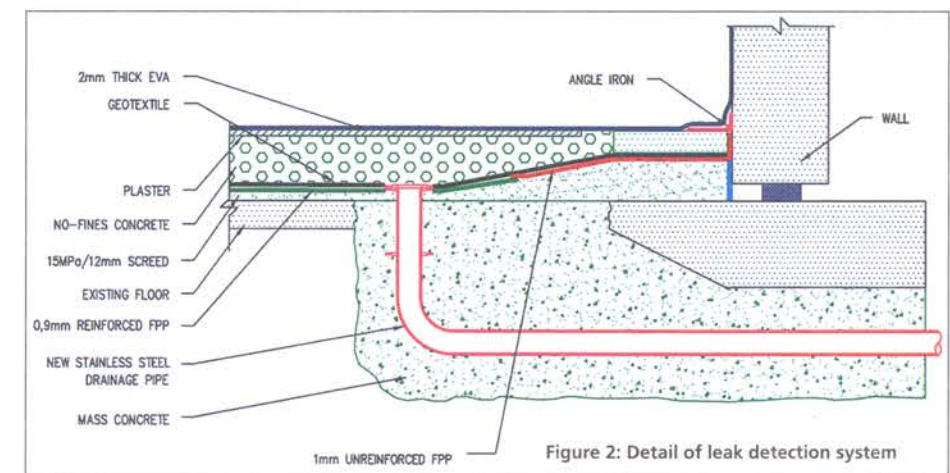 2mm THICK EVA
GEOTEXTILE
ANGLE IRON
WALL
PLASTER
NO-FINES CONCRETE
15MPa/12mm SCREED
EXISTING FLOOR
0,9mm REINFORCED FPP
NEW STAINLESS STEEL
DRAINAGE PIPE
MASS CONCRETE
1mm UNREINFORCED FPP
Figure 2: Detail of leak detection system